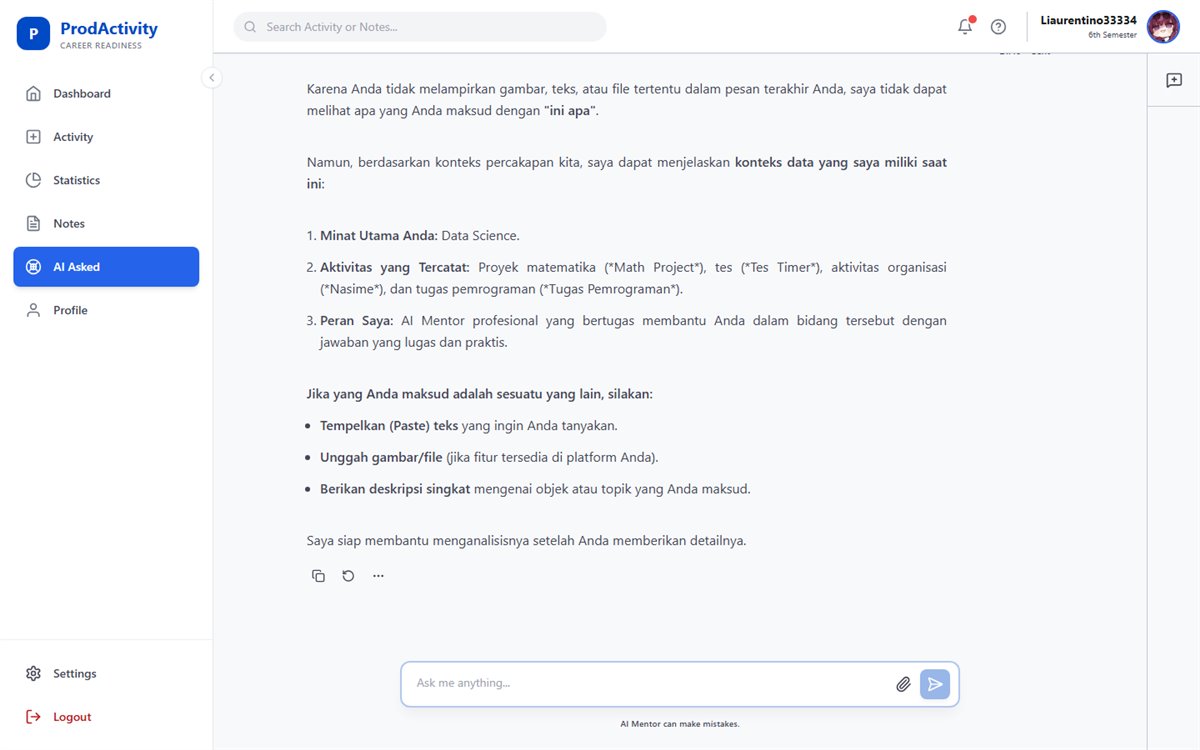 P
ProdActivity
CAREER READINESS
Search Activity or Notes...
Liaurentino33334
6th Semester
Dashboard
Activity
Statistics
Notes
AI Asked
Profile
Karena Anda tidak melampirkan gambar, teks, atau file tertentu dalam pesan terakhir Anda, saya tidak dapat
melihat apa yang Anda maksud dengan "ini apa".
Namun, berdasarkan konteks percakapan kita, saya dapat menjelaskan konteks data yang saya miliki saat
ini:
1. Minat Utama Anda: Data Science.
2. Aktivitas yang Tercatat: Proyek matematika (*Math Project*), tes (*Tes Timer*), aktivitas organisasi
(*Nasime*), dan tugas pemrograman (*Tugas Pemrograman*).
3. Peran Saya: AI Mentor profesional yang bertugas membantu Anda dalam bidang tersebut dengan
jawaban yang lugas dan praktis.
Jika yang Anda maksud adalah sesuatu yang lain, silakan:
• Tempelkan (Paste) teks yang ingin Anda tanyakan.
• Unggah gambar/file (jika fitur tersedia di platform Anda).
• Berikan deskripsi singkat mengenai objek atau topik yang Anda maksud.
Saya siap membantu menganalisisnya setelah Anda memberikan detailnya.
Ask me anything...
AI Mentor can make mistakes.
Settings
Logout